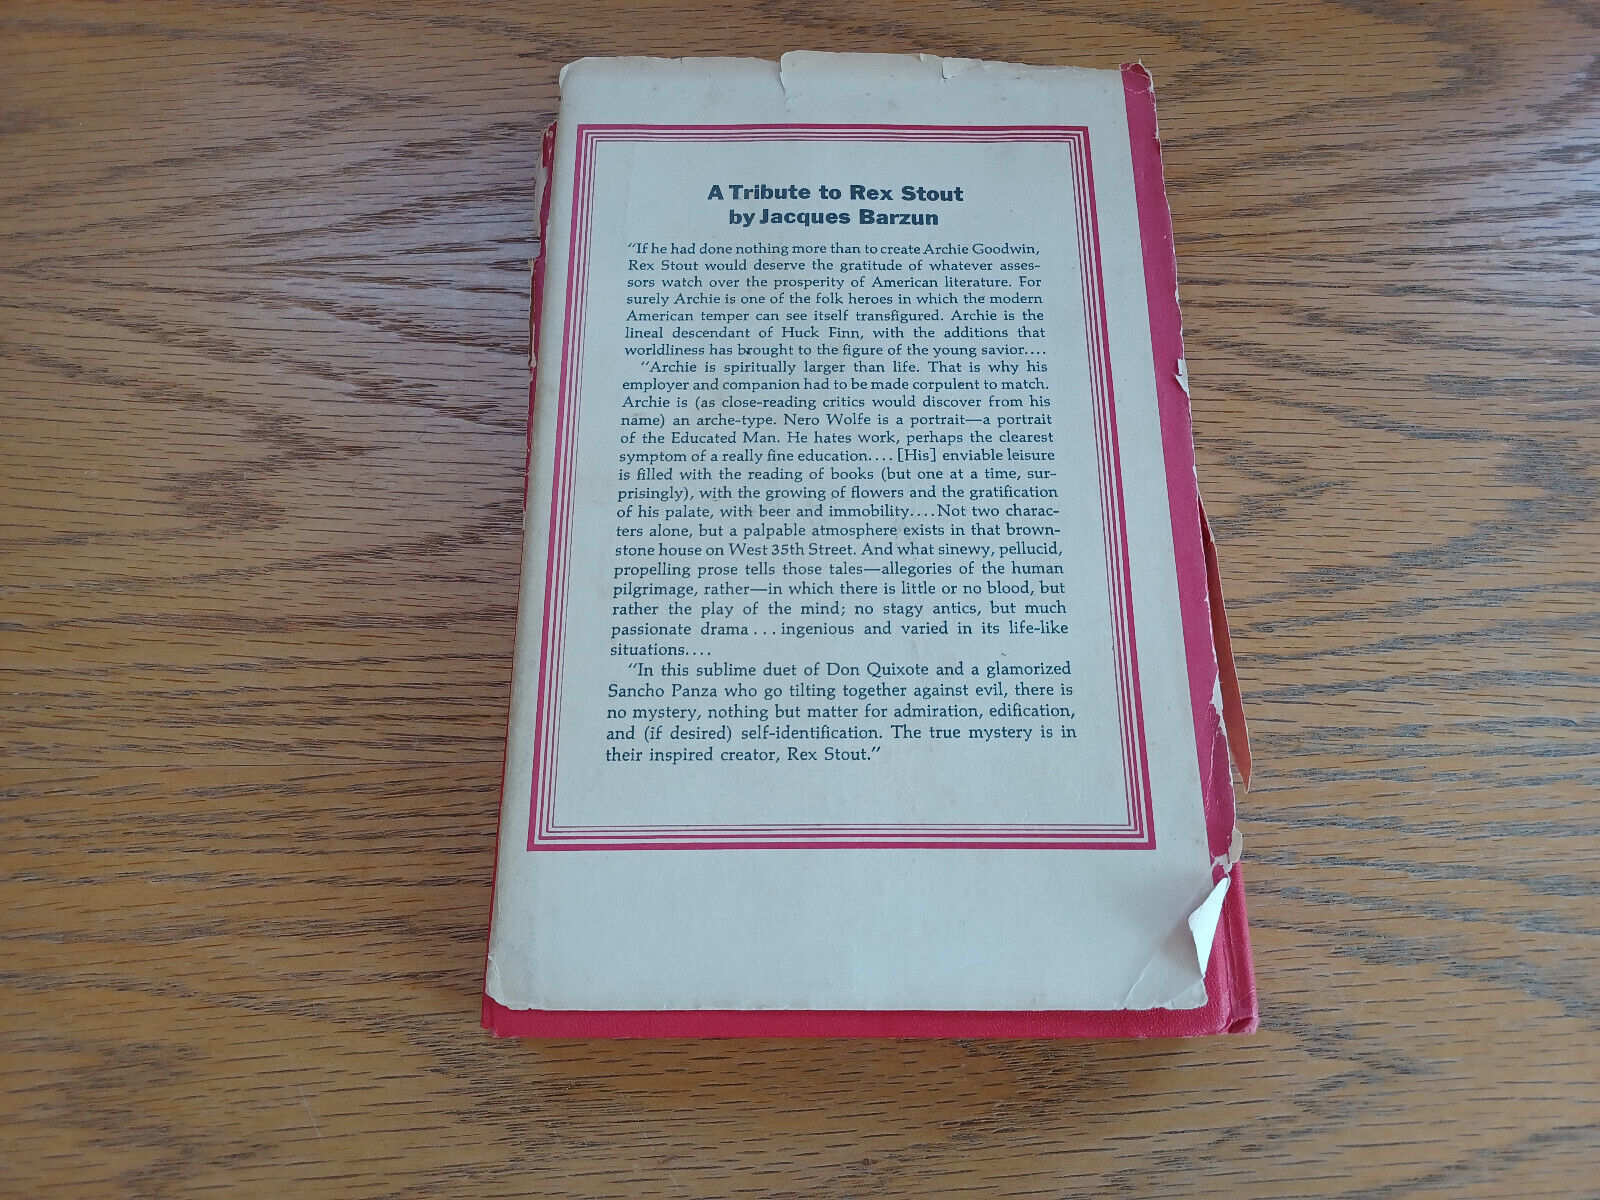 A Tribute to Rex Stout
by Jacques Barzun
"If he had done nothing more than to create Archie Goodwin,
Rex Stout would deserve the gratitude of whatever asses-
sors watch over the prosperity of American literature. For
surely Archie is one of the folk heroes in which the modern
American temper can see itself transfigured. Archie is the
lineal descendant of Huck Finn, with the additions that
worldliness has brought to the figure of the young savior....
"Archie is spiritually larger than life. That is why his
employer and companion had to be made corpulent to match.
Archie is (as close-reading critics would discover from his
name) an arche-type. Nero Wolfe is a portrait—a portrait
of the Educated Man. He hates work, perhaps the clearest
symptom of a really fine education.... [His] enviable leisure
is filled with the reading of books (but one at a time, sur-
prisingly), with the growing of flowers and the gratification
of his palate, with beer and immobility....Not two charac-
ters alone, but a palpable atmosphere exists in that brown-
stone house on West 35th Street. And what sinewy, pellucid,
propelling prose tells those tales—allegories of the human
pilgrimage, rather—in which there is little or no blood, but
rather the play of the mind; no stagy antics, but much
passionate drama... ingenious and varied in its life-like
situations....
"In this sublime duet of Don Quixote and a glamorized
Sancho Panza who go tilting together against evil, there is
no mystery, nothing but matter for admiration, edification,
and (if desired) self-identification. The true mystery is in
their inspired creator, Rex Stout."